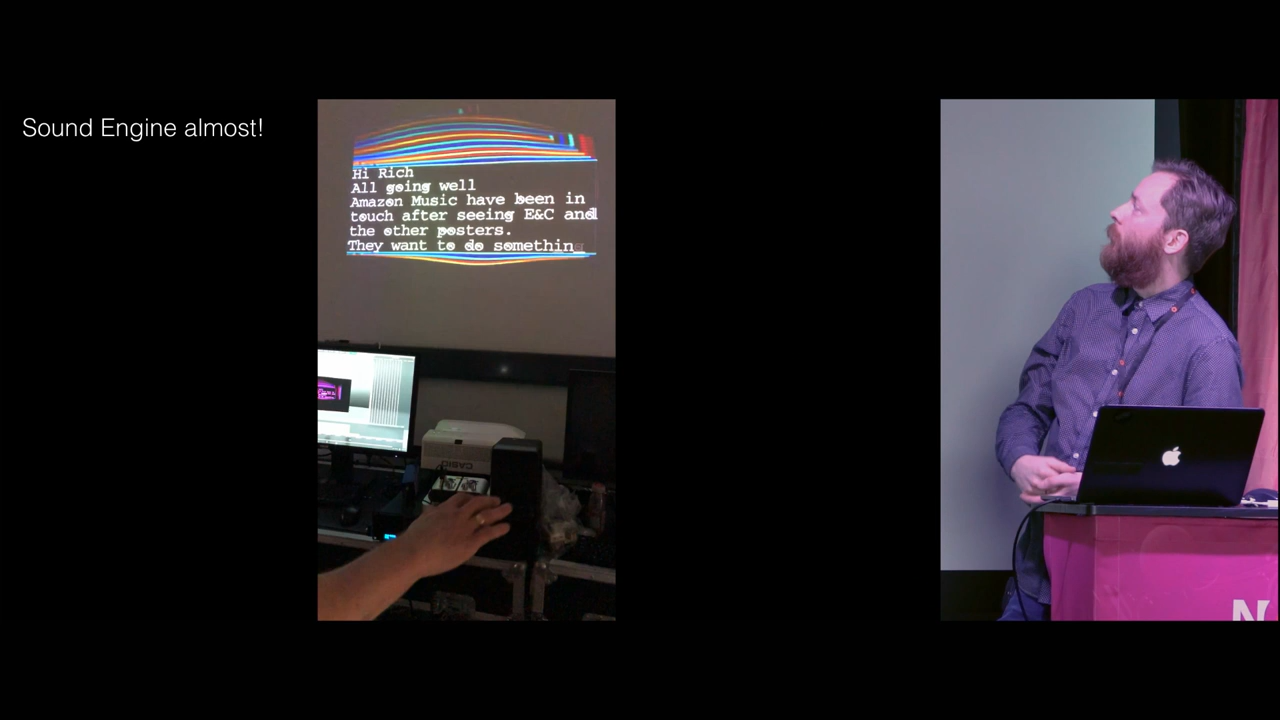 Sound Engine almost!
Hi Rich
All going well
Amazon Music have been in
touch after seeing E&C and
the other posters.
They want to do somethin
CASIO
N